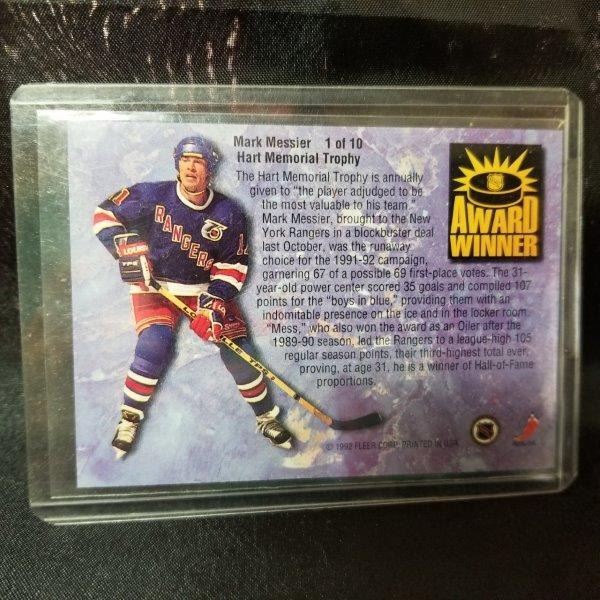 Mark Messier 1 of 10
Hart Memorial Trophy
The Hart Memorial Trophy is annually
given to "the player adjudged to be
the most valuable to his team."
Mark Messier, brought to the New
York Rangers in a blockbuster deal
last October, was the runaway
choice for the 1991-92 campaign,
garnering 67 of a possible 69 first-place votes. The 31-
year-old power center scored 35 goals and compiled 107
points for the "boys in blue," providing them with an
indomitable presence on the ice and in the locker room.
"Mess," who also won the award as an Oiler after the
1989-90 season, led the Rangers to a league-high 105
regular season points, their third-highest total ever,
proving, at age 31, he is a winner of Hall-of-Fame
proportions.
AWARD
WINNER
RANGERS
11
11
75
© 1992 FLEER CORP. PRINTED IN U.S.A.
NHL